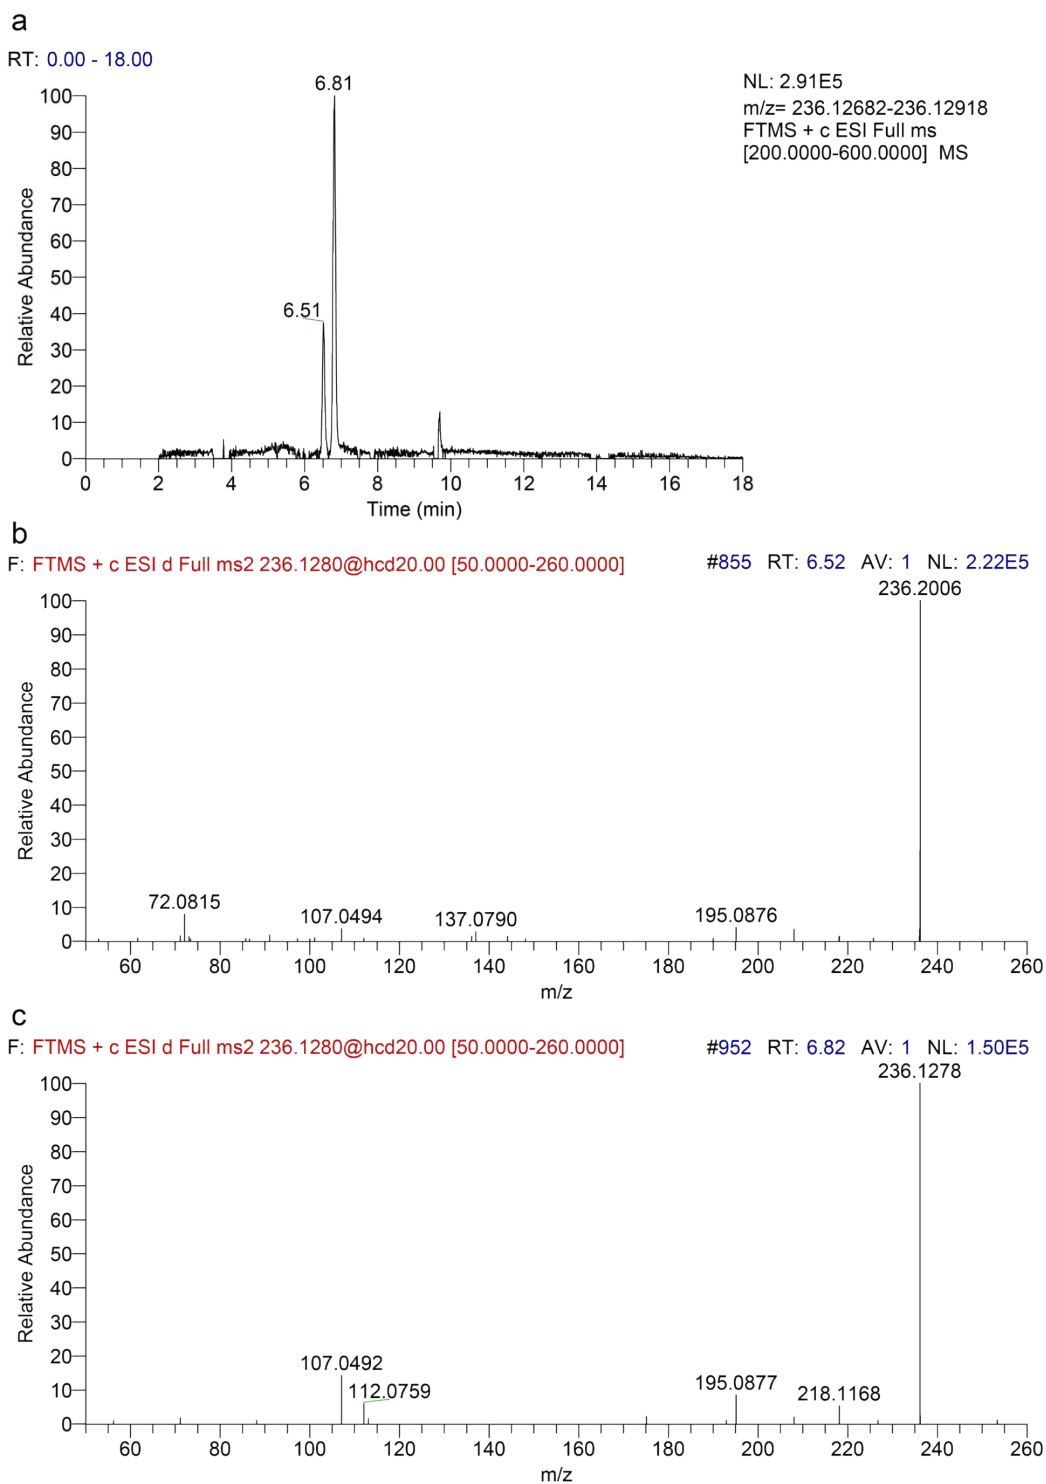 a
RT: 0.00 - 18.00
NL: 2.91E5
m/z= 236.12682-236.12918
FTMS + c ESI Full ms
[200.0000-600.0000] MS
6.81
6.51
100
90
80
70
60
50
40
30
20
10
0
Relative Abundance
0 2 4 6 8 10 12 14 16 18
Time (min)
b
F: FTMS + c ESI d Full ms2 236.1280@hcd20.00 [50.0000-260.0000] #855 RT: 6.52 AV: 1 NL: 2.22E5
236.2006
100
90
80
70
60
50
40
30
20
10
0
Relative Abundance
72.0815 107.0494 137.0790 195.0876
60 80 100 120 140 160 180 200 220 240 260
m/z
c
F: FTMS + c ESI d Full ms2 236.1280@hcd20.00 [50.0000-260.0000] #952 RT: 6.82 AV: 1 NL: 1.50E5
236.1278
100
90
80
70
60
50
40
30
20
10
0
Relative Abundance
107.0492 112.0759 195.0877 218.1168
60 80 100 120 140 160 180 200 220 240 260
m/z